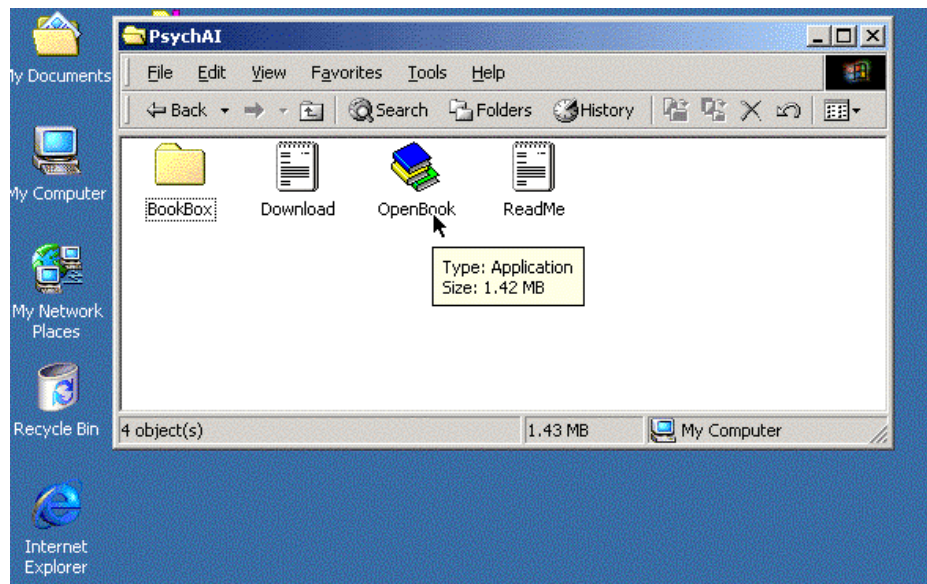 PsychAI
File Edit View Favorites Tools Help
Back Search Folders History
BookBox Download OpenBook ReadMe
Type: Application
Size: 1.42 MB
4 object(s) 1.43 MB My Computer
My Documents
My Computer
My Network
Places
Recycle Bin
Internet
Explorer